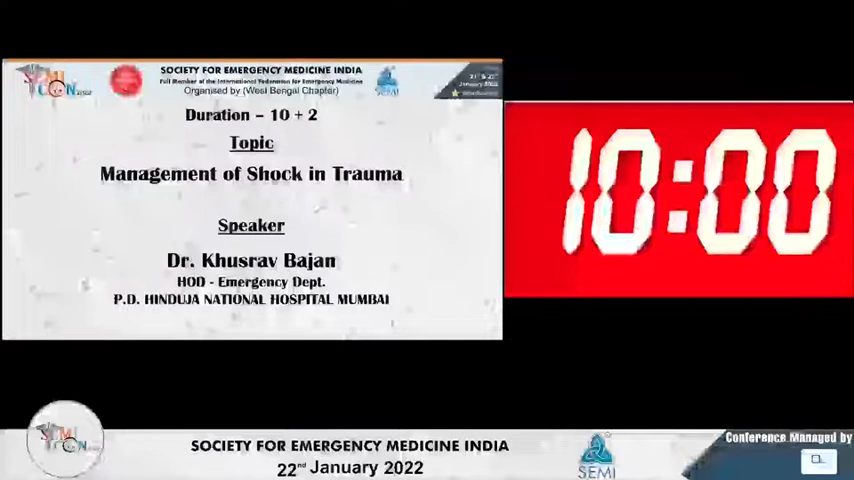 SOCIETY FOR EMERGENCY MEDICINE INDIA
Full Member of the International Federation for Emergency Medicine
Organised by (West Bengal Chapter)
SEMI
Duration – 10 + 2
Topic
Management of Shock in Trauma
Speaker
Dr. Khusrav Bajan
HOD - Emergency Dept.
P.D. HINDUJA NATIONAL HOSPITAL MUMBAI
10:00
SOCIETY FOR EMERGENCY MEDICINE INDIA
22nd January 2022
SEMI
Conference Managed by